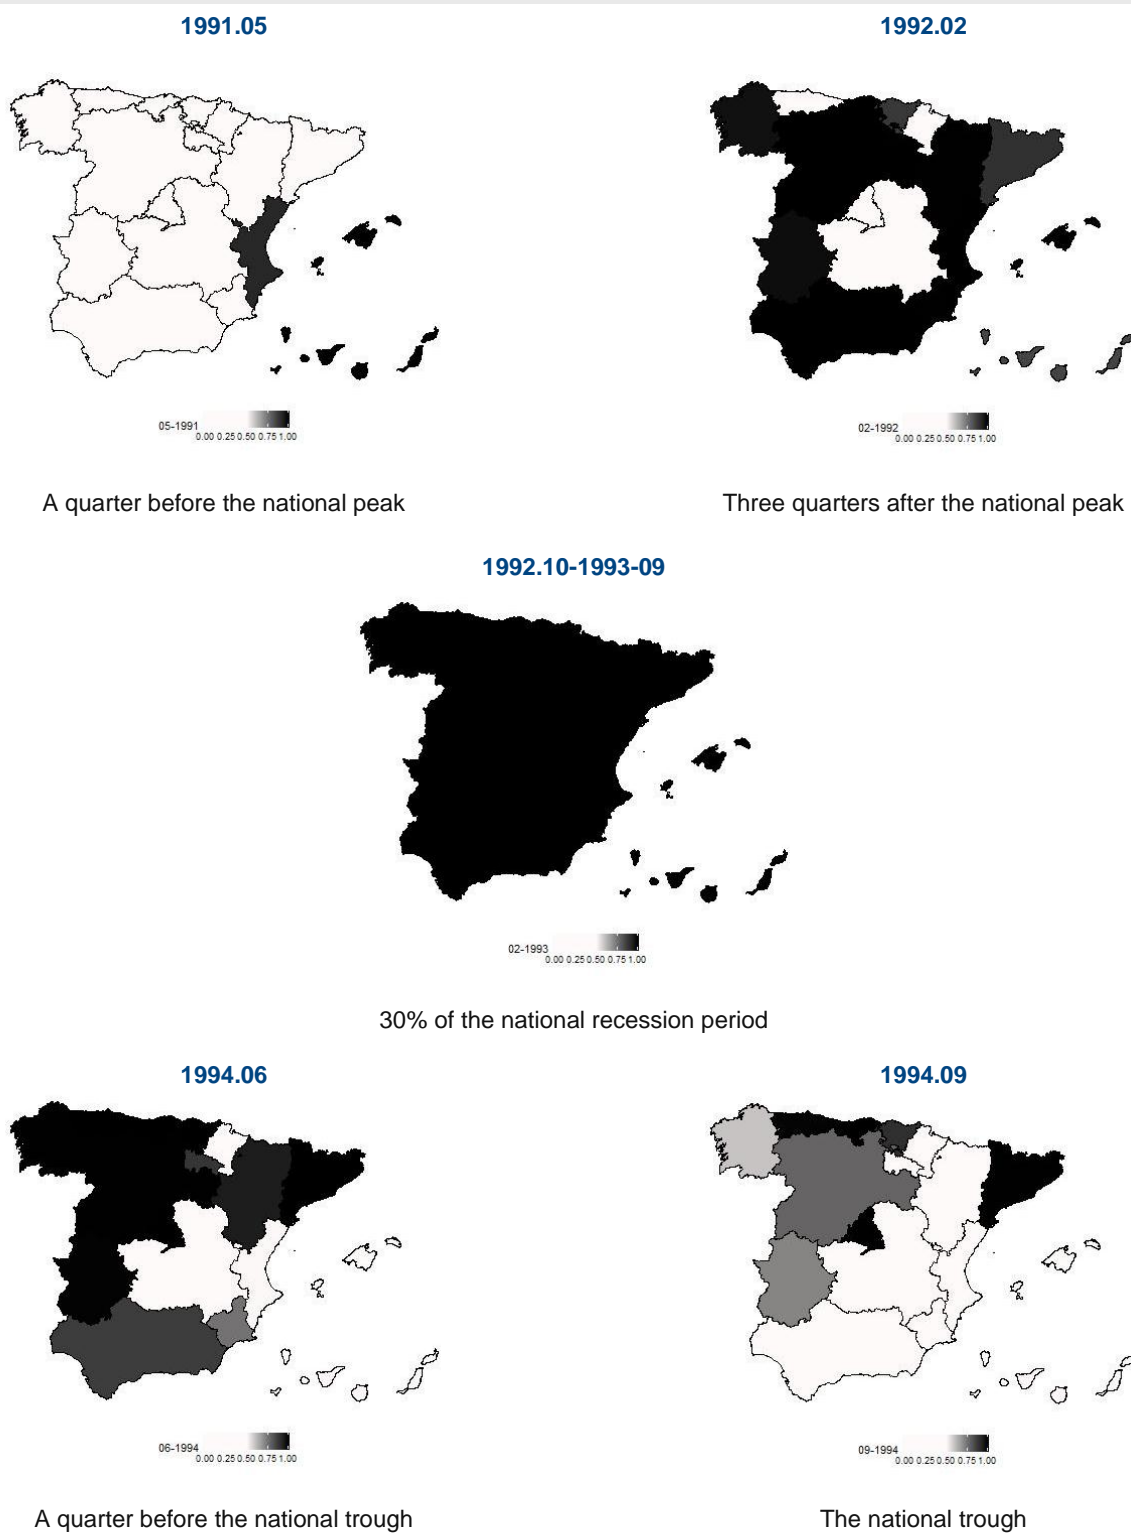 1991.05
1992.02
05-1991
0.00 0.25 0.50 0.75 1.00
02-1992
0.00 0.25 0.50 0.75 1.00
A quarter before the national peak
Three quarters after the national peak
1992.10-1993-09
02-1993
0.00 0.25 0.50 0.75 1.00
30% of the national recession period
1994.06
1994.09
06-1994
0.00 0.25 0.50 0.75 1.00
09-1994
0.00 0.25 0.50 0.75 1.00
A quarter before the national trough
The national trough